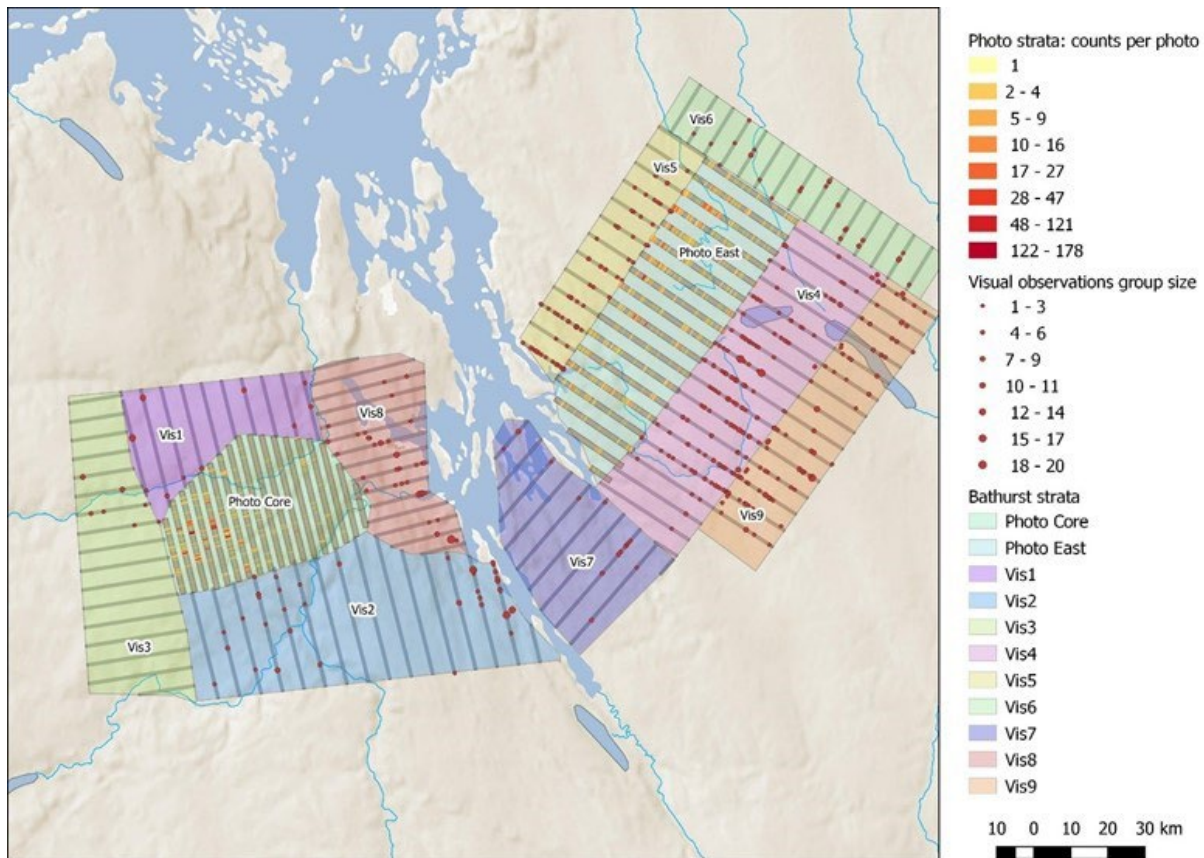 Vis6
Vis5
Photo East
Vis4
Vis8
Vis1
Photo Core
Vis9
Vis7
Vis2
Vis3
Photo strata: counts per photo
1
2 - 4
5 - 9
10 - 16
17 - 27
28 - 47
48 - 121
122 - 178
Visual observations group size
1 - 3
4 - 6
7 - 9
10 - 11
12 - 14
15 - 17
18 - 20
Bathurst strata
Photo Core
Photo East
Vis1
Vis2
Vis3
Vis4
Vis5
Vis6
Vis7
Vis8
Vis9
10 0 10 20 30 km